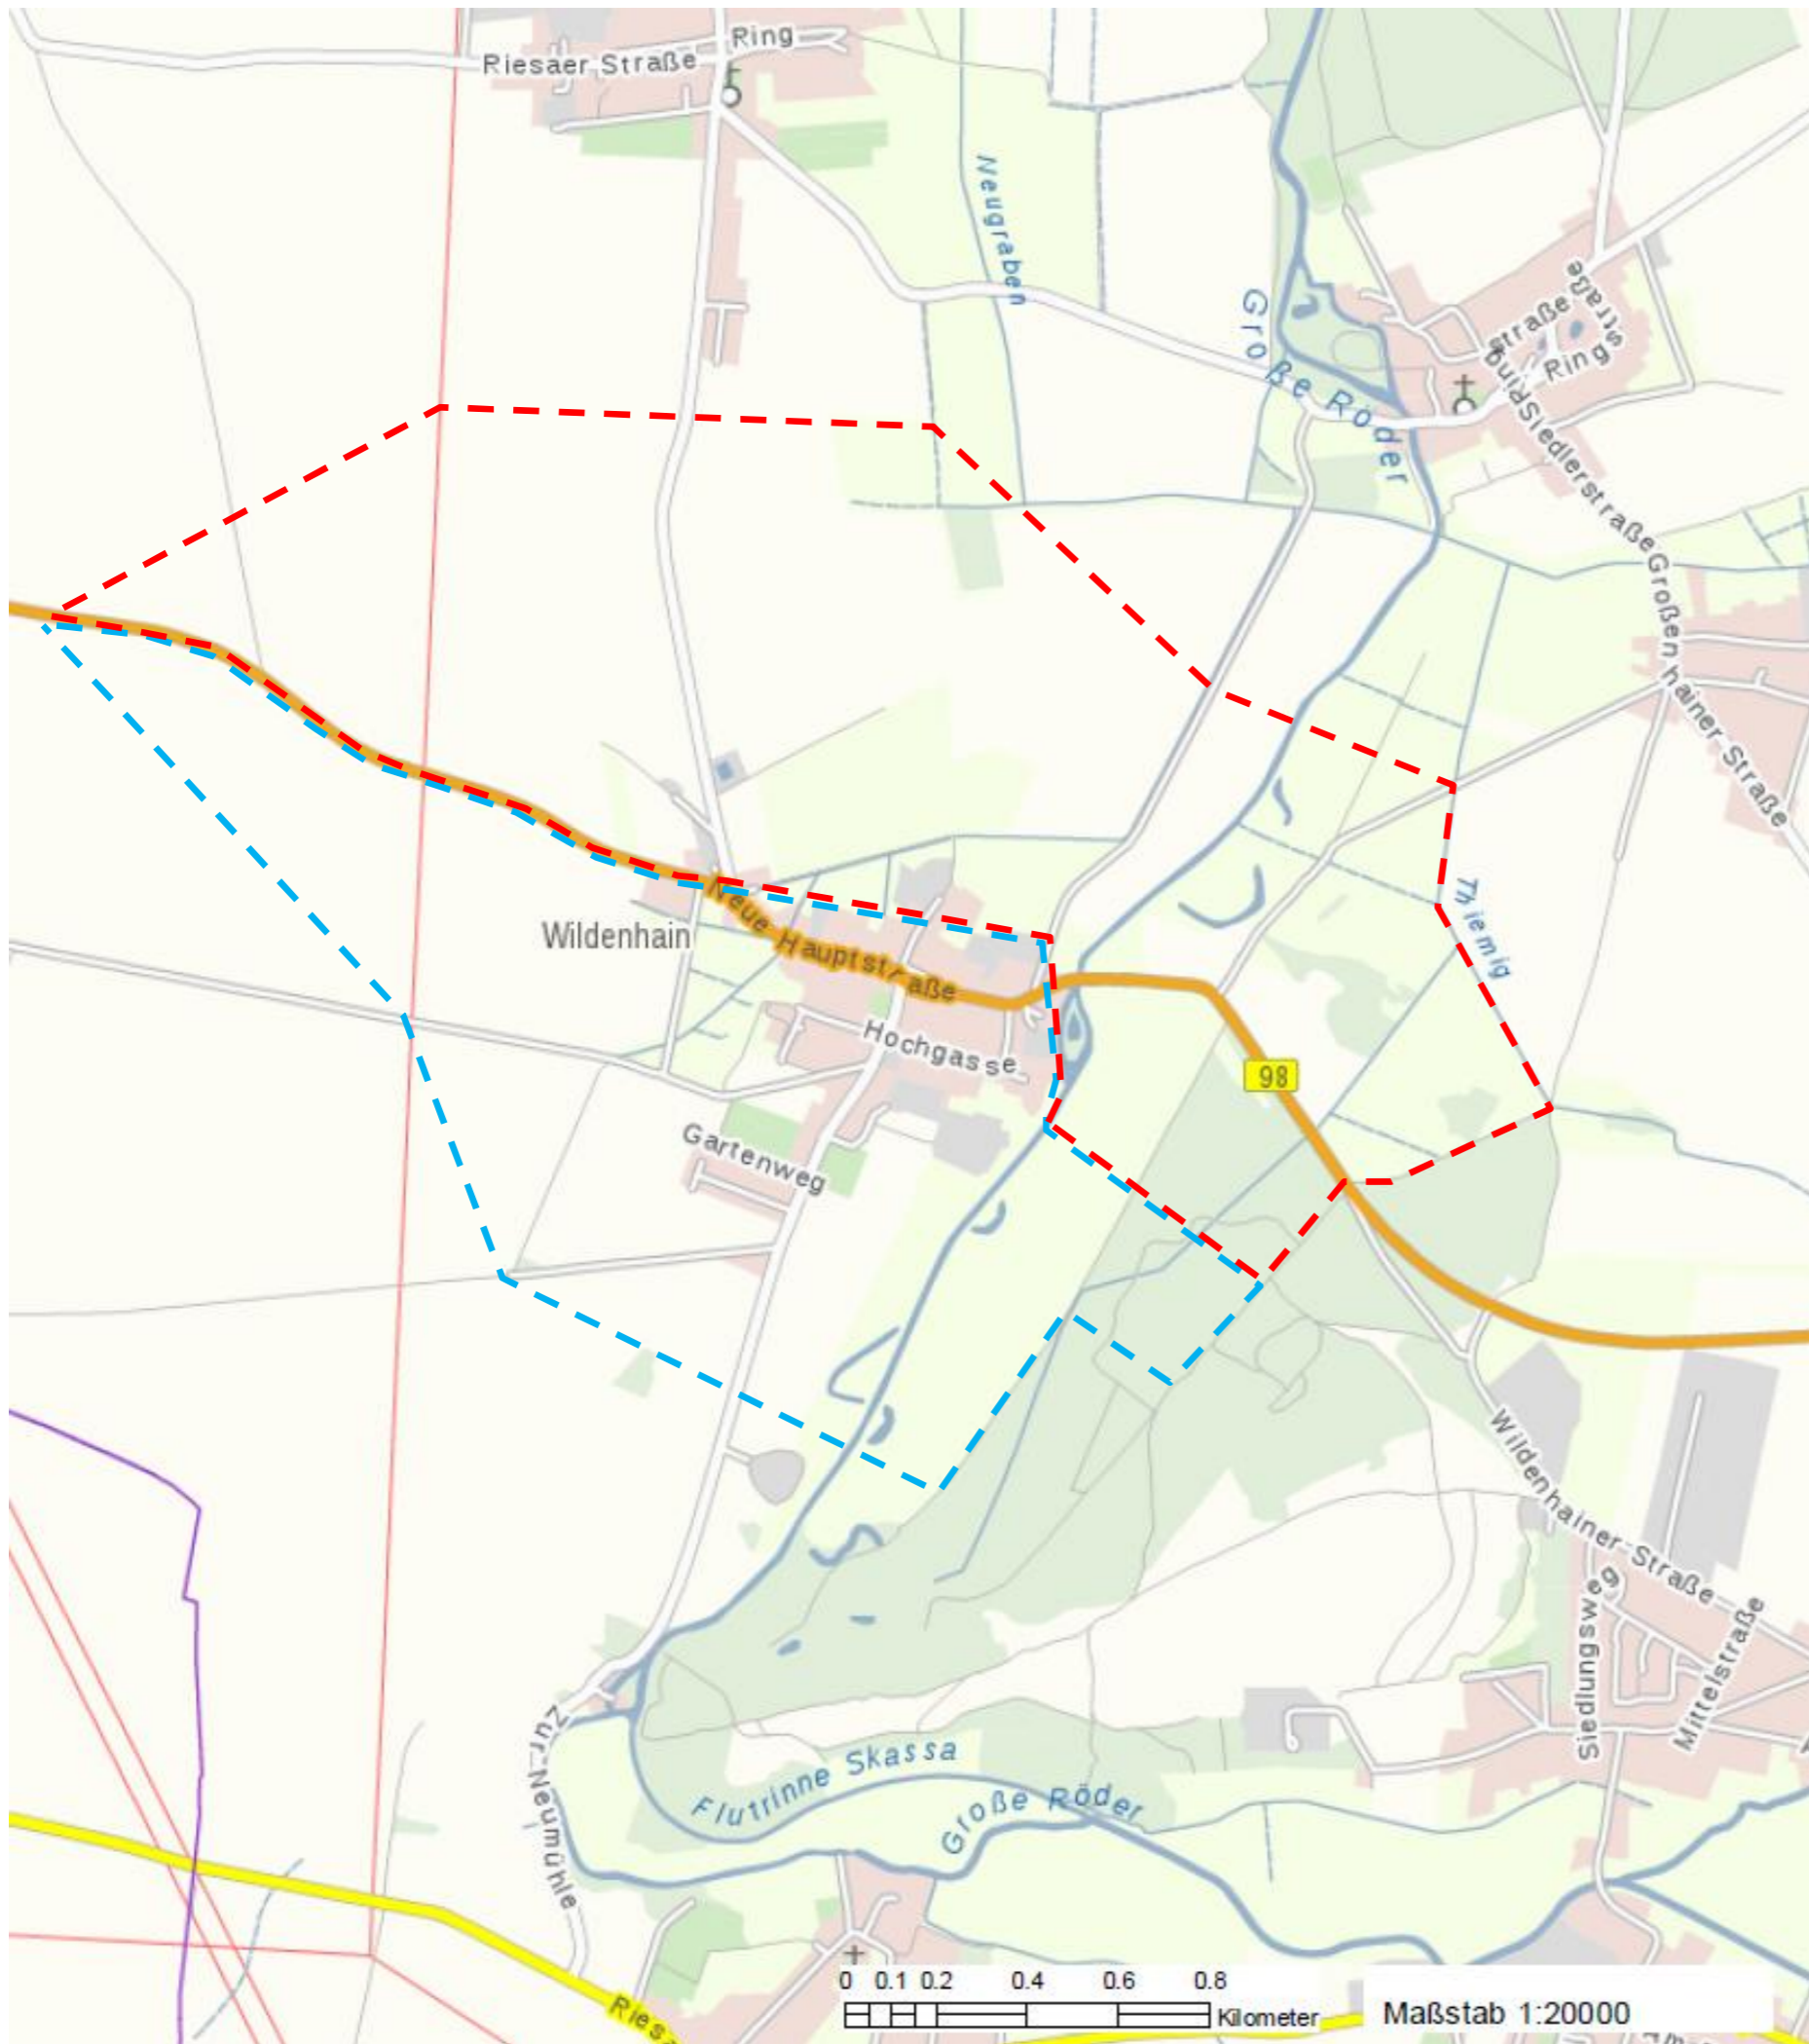 Ring
Riesaer Straße
Neugraben
Große Röder
straße
Ring
straße
Ring
Siedlerstraße
Großenhainer Straße
Thiemig
Wildenhain
Neue Hauptstraße
Hochgasse
98
Gartenweg
Wildenhainer Straße
Siedlungsweg
Mittelstraße
Zur Neumühle
Flutrinne Skassa
Große Röder
0 0.1 0.2 0.4 0.6 0.8
Kilometer
Maßstab 1:20000